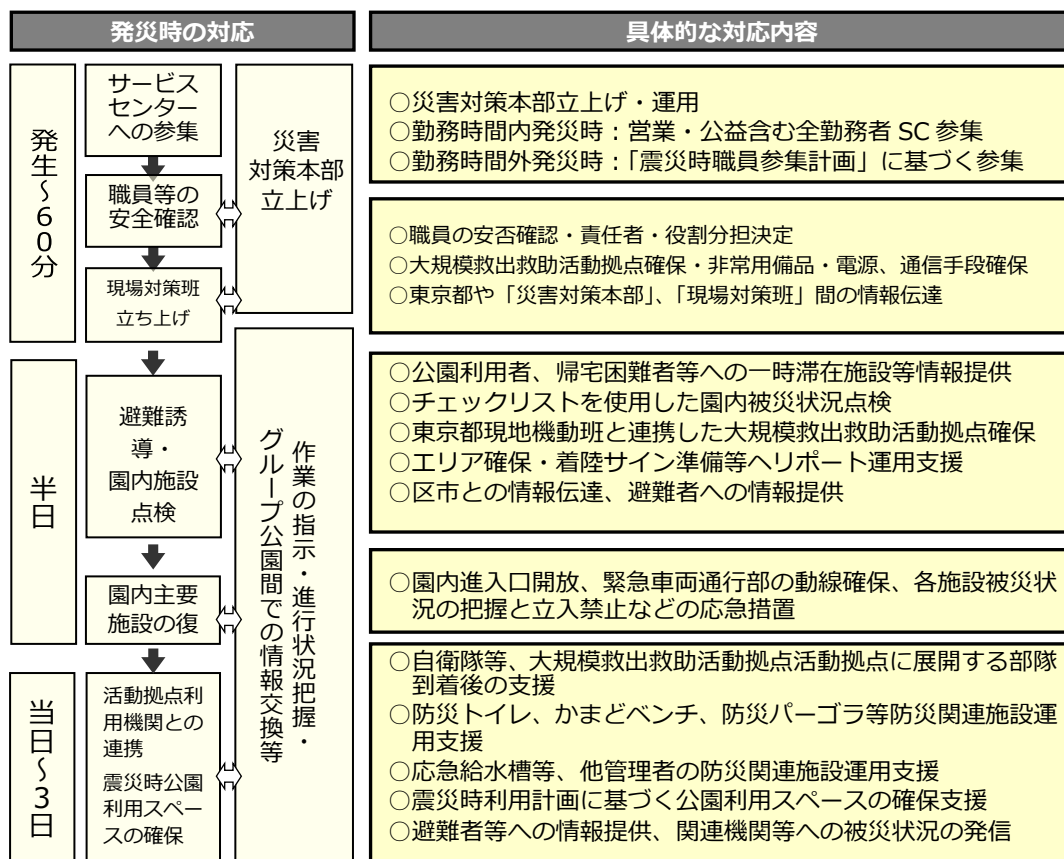 発災時の対応
具体的な対応内容
発生～60分
サービス
センター
への参集
職員等の
安全確認
現場対策班
立ち上げ
災害
対策本部
立上げ
○災害対策本部立上げ・運用
○勤務時間内発災時：営業・公益含む全勤務者 SC 参集
○勤務時間外発災時：「震災時職員参集計画」に基づく参集
○職員の安否確認・責任者・役割分担決定
○大規模救出救助活動拠点確保・非常用備品・電源、通信手段確保
○東京都や「災害対策本部」、「現場対策班」間の情報伝達
半日
避難誘
導・
園内施設
点検
園内主要
施設の復
作業の指示・進行状況把握・
グループ公園間での情報交換等
○公園利用者、帰宅困難者等への一時滞在施設等情報提供
○チェックリストを使用した園内被災状況点検
○東京都現地機動班と連携した大規模救出救助活動拠点確保
○エリア確保・着陸サイン準備等ヘリポート運用支援
○区市との情報伝達、避難者への情報提供
○園内進入口開放、緊急車両通行部の動線確保、各施設被災状
況の把握と立入禁止などの応急措置
当日～3日
活動拠点利
用機関との
連携
震災時公園
利用スペー
スの確保
○自衛隊等、大規模救出救助活動拠点活動拠点に展開する部隊
到着後の支援
○防災トイレ、かまどベンチ、防災パーゴラ等防災関連施設運
用支援
○応急給水槽等、他管理者の防災関連施設運用支援
○震災時利用計画に基づく公園利用スペースの確保支援
○避難者等への情報提供、関連機関等への被災状況の発信